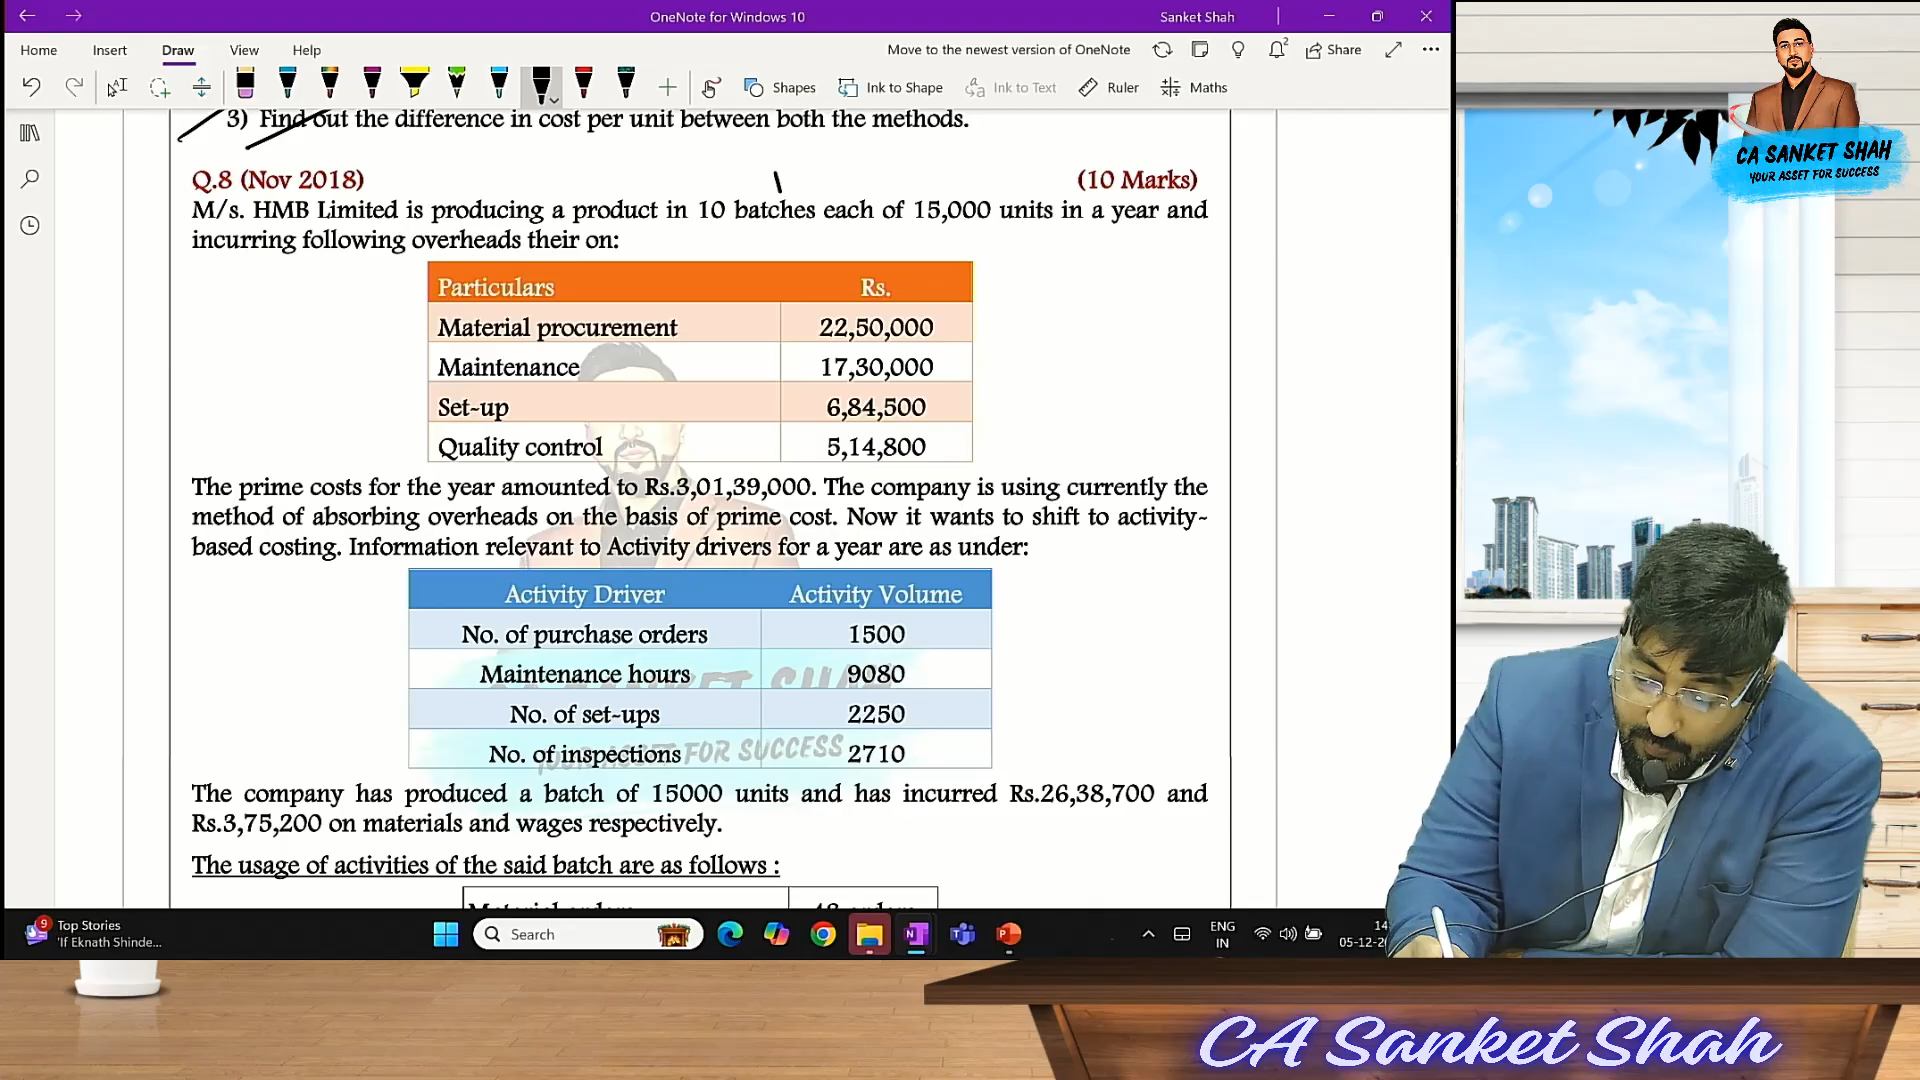 OneNote for Windows 10
Sanket Shah
Home Insert Draw View Help
Move to the newest version of OneNote
2
Share
Shapes
Ink to Shape
Ink to Text
Ruler
Maths
3) Find out the difference in cost per unit between both the methods.
Q.8 (Nov 2018) (10 Marks)
M/s. HMB Limited is producing a product in 10 batches each of 15,000 units in a year and
incurring following overheads their on:
Particulars Rs.
Material procurement 22,50,000
Maintenance 17,30,000
Set-up 6,84,500
Quality control 5,14,800
The prime costs for the year amounted to Rs.3,01,39,000. The company is using currently the
method of absorbing overheads on the basis of prime cost. Now it wants to shift to activity-
based costing. Information relevant to Activity drivers for a year are as under:
Activity Driver Activity Volume
No. of purchase orders 1500
Maintenance hours 9080
No. of set-ups 2250
No. of inspections 2710
CA SANKET SHAH
YOUR ASSET FOR SUCCESS
The company has produced a batch of 15000 units and has incurred Rs.26,38,700 and
Rs.3,75,200 on materials and wages respectively.
The usage of activities of the said batch are as follows :
CA SANKET SHAH
YOUR ASSET FOR SUCCESS
9
Top Stories
'If Eknath Shinde...
Search
ENG
IN
14
05-12-2
CA Sanket Shah